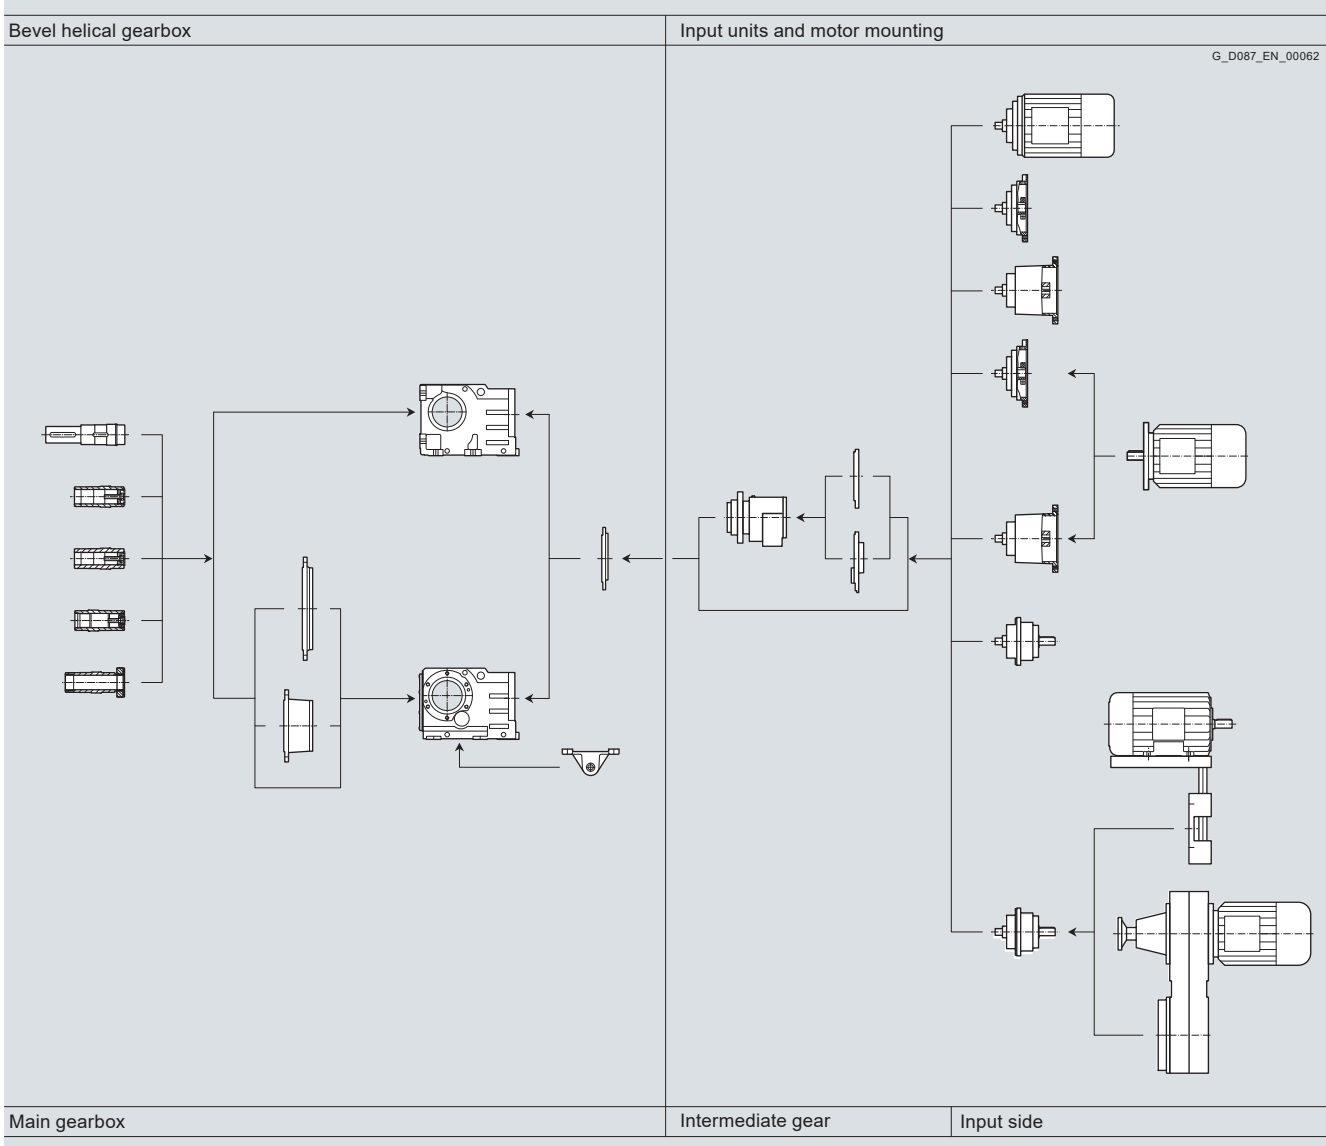 Bevel helical gearbox
Input units and motor mounting
G_D087_EN_00062
Main gearbox
Intermediate gear
Input side